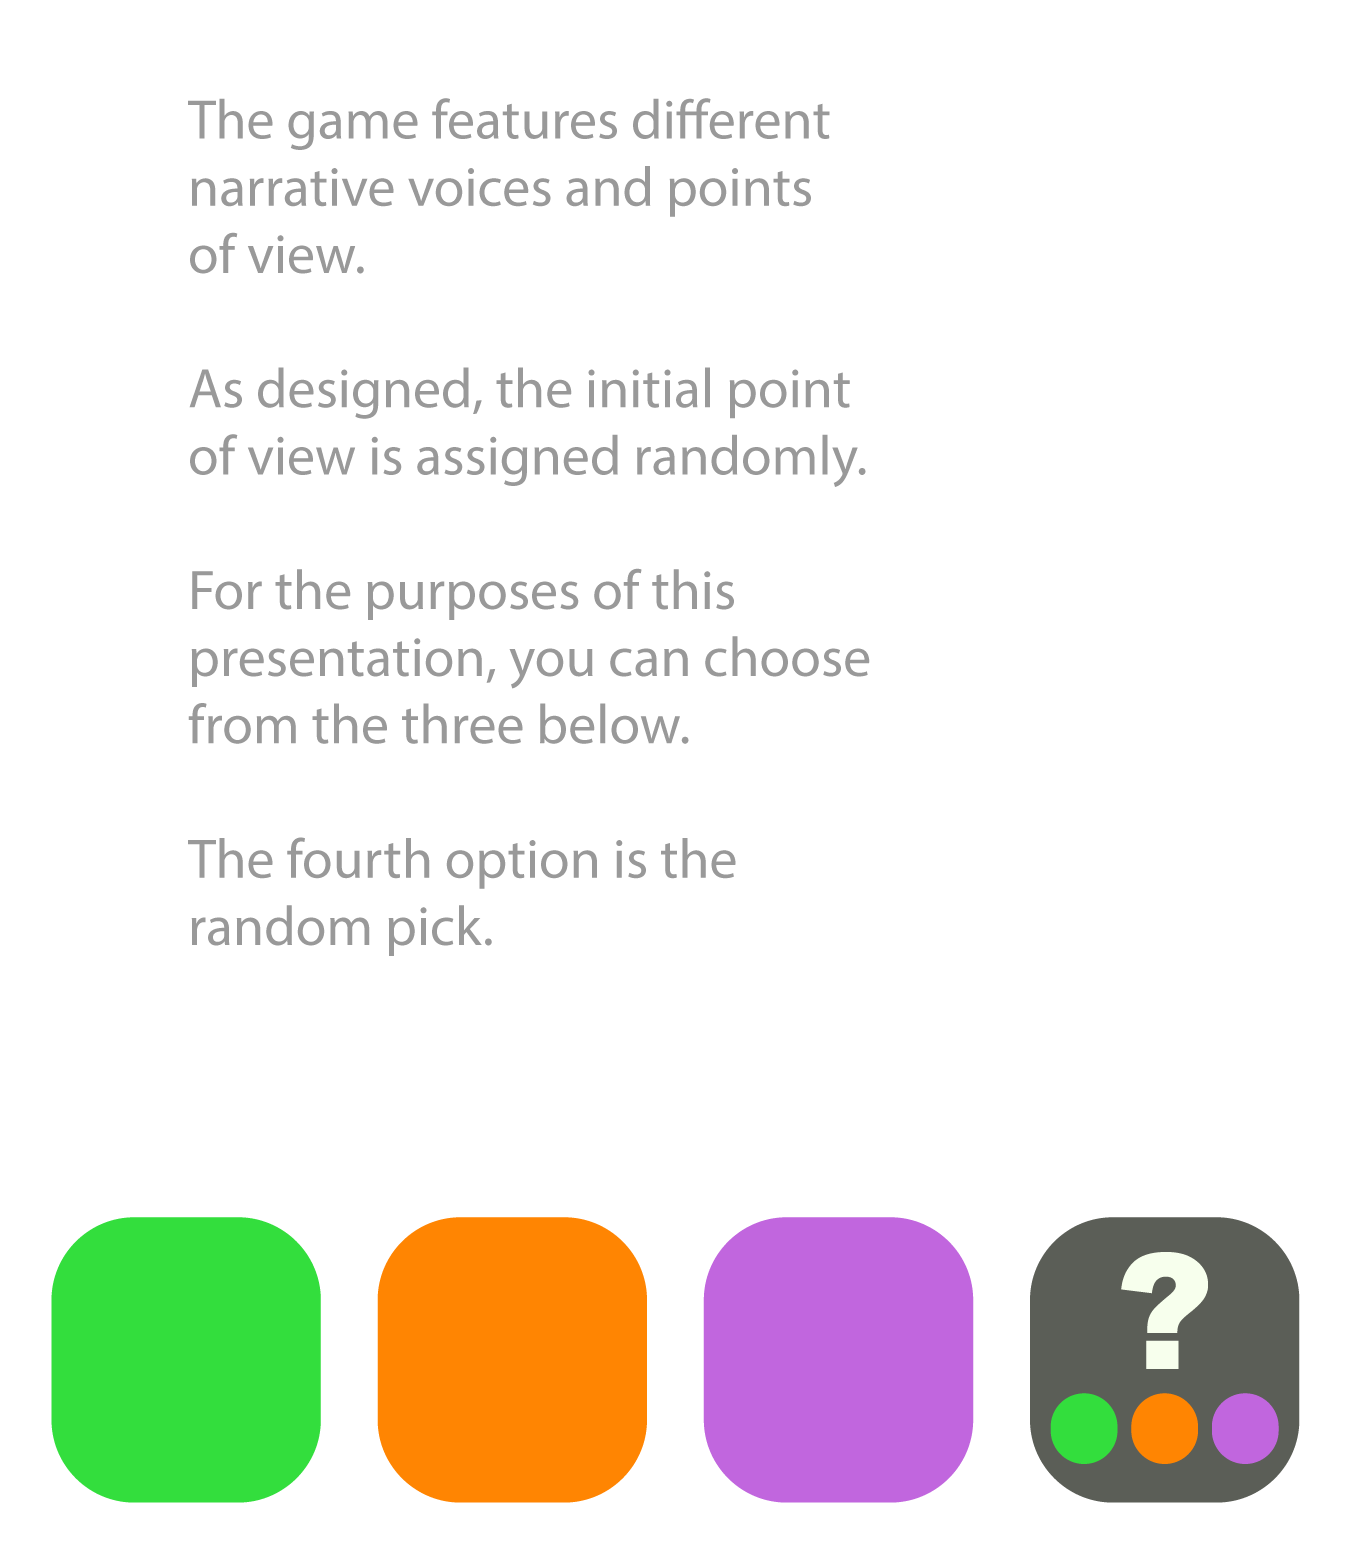 The game features different
narrative voices and points
of view.
As designed, the initial point
of view is assigned randomly.
For the purposes of this
presentation, you can choose
from the three below.
The fourth option is the
random pick.
?